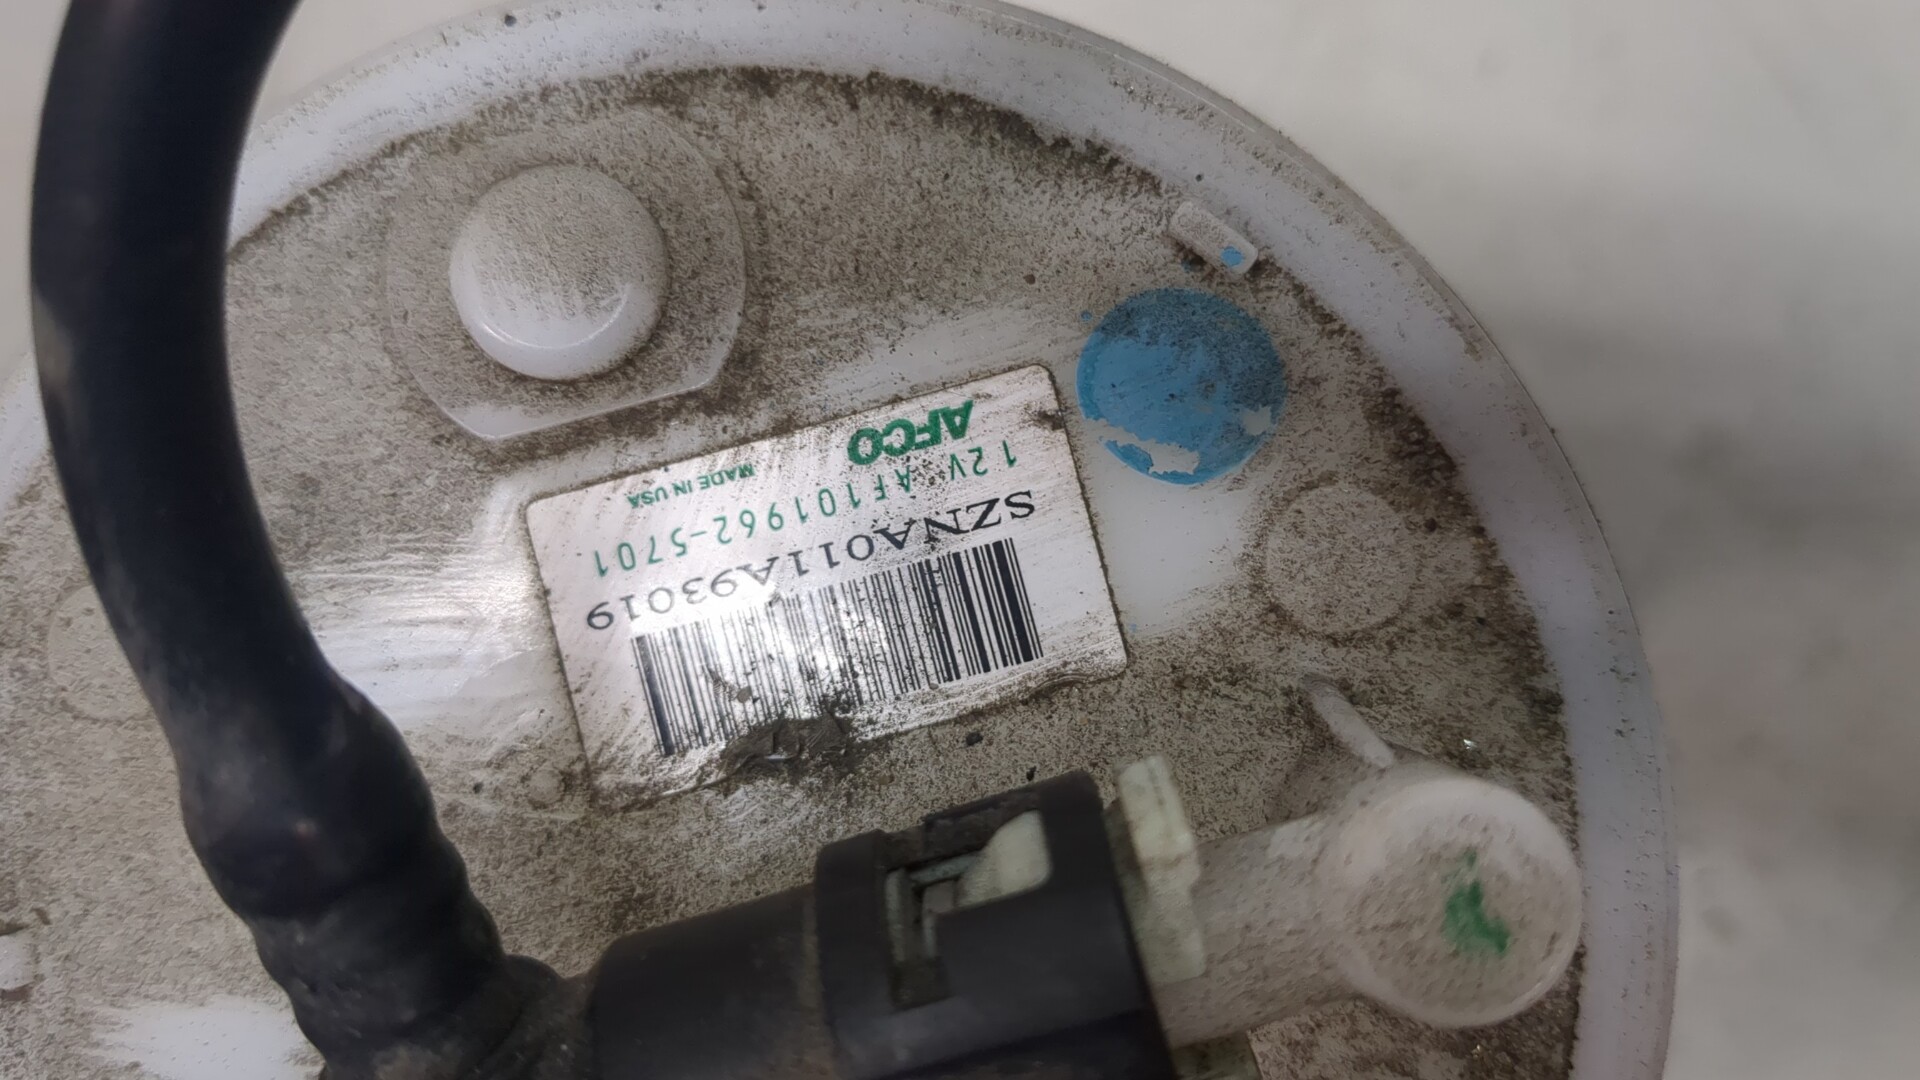 SZNA011A93019
12V AF101962-5701
AFCO MADE IN USA